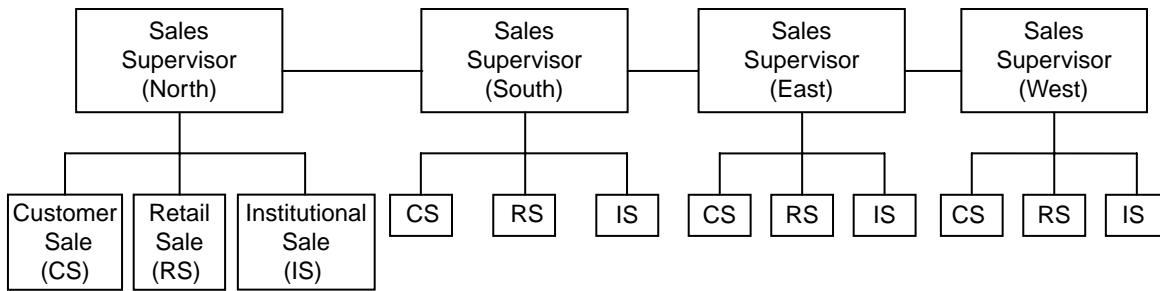 Sales
Supervisor
(North)
Sales
Supervisor
(South)
Sales
Supervisor
(East)
Sales
Supervisor
(West)
Customer
Sale
(CS)
Retail
Sale
(RS)
Institutional
Sale
(IS)
CS
RS
IS
CS
RS
IS
CS
RS
IS